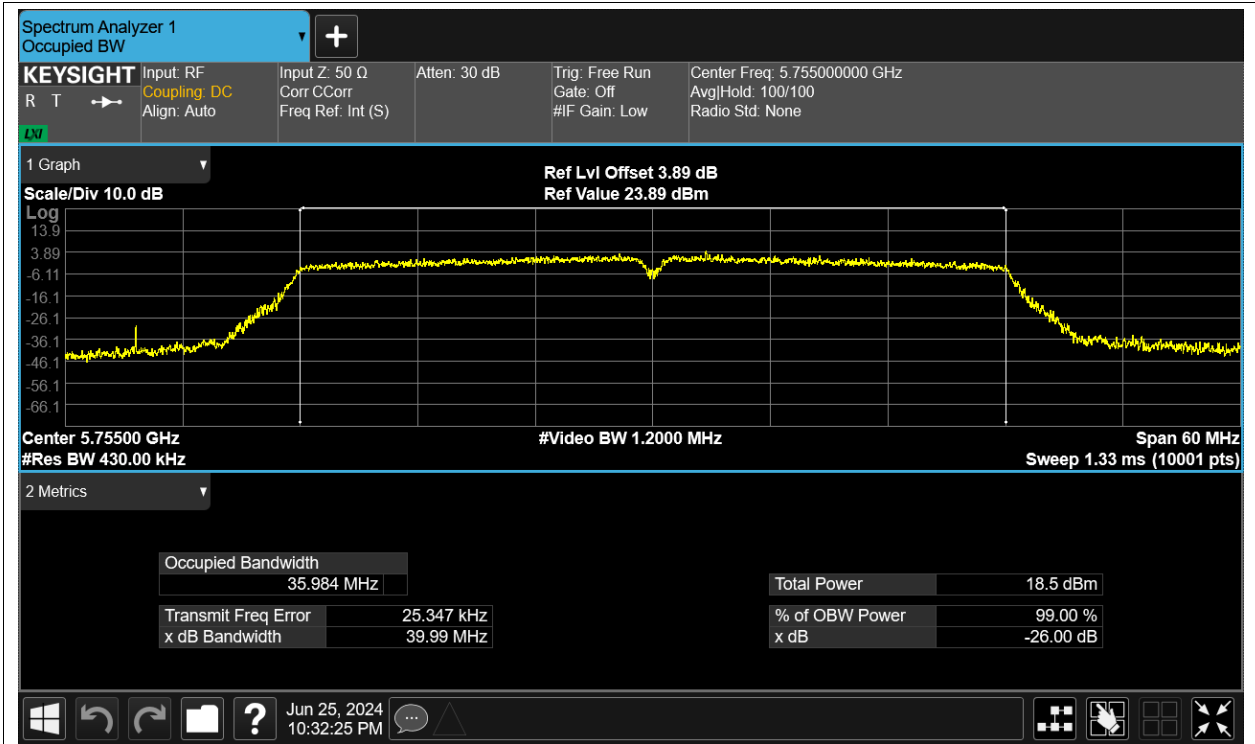 Spectrum Analyzer 1
Occupied BW
KEYSIGHT
R T
LXI
Input: RF
Coupling: DC
Align: Auto
Input Z: 50 Ω
Corr CCorr
Freq Ref: Int (S)
Atten: 30 dB
Trig: Free Run
Gate: Off
#IF Gain: Low
Center Freq: 5.755000000 GHz
Avg|Hold: 100/100
Radio Std: None
1 Graph
Scale/Div 10.0 dB
Ref Lvl Offset 3.89 dB
Ref Value 23.89 dBm
Log
13.9
3.89
-6.11
-16.1
-26.1
-36.1
-46.1
-56.1
-66.1
Center 5.75500 GHz
#Res BW 430.00 kHz
#Video BW 1.2000 MHz
Span 60 MHz
Sweep 1.33 ms (10001 pts)
2 Metrics
Occupied Bandwidth
35.984 MHz
Transmit Freq Error 25.347 kHz
x dB Bandwidth 39.99 MHz
Total Power 18.5 dBm
% of OBW Power 99.00 %
x dB -26.00 dB
?
Jun 25, 2024
10:32:25 PM